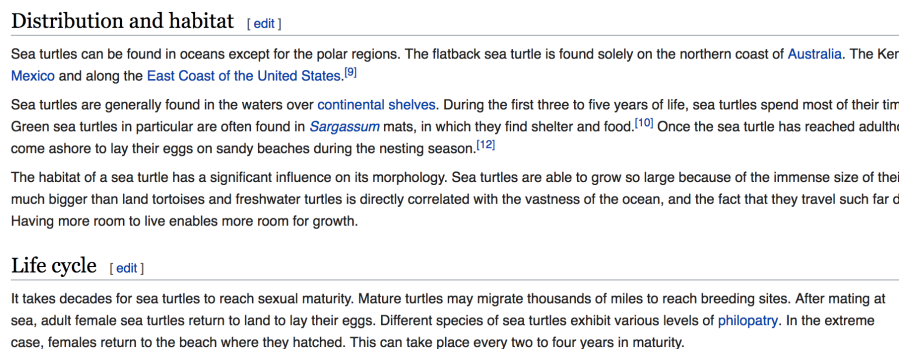 Distribution and habitat [ edit ]
Sea turtles can be found in oceans except for the polar regions. The flatback sea turtle is found solely on the northern coast of Australia. The
Mexico and along the East Coast of the United States.[9]
Sea turtles are generally found in the waters over continental shelves. During the first three to five years of life, sea turtles spend most of their
Green sea turtles in particular are often found in Sargassum mats, in which they find shelter and food.[10] Once the sea turtle has reached
come ashore to lay their eggs on sandy beaches during the nesting season.[12]
The habitat of a sea turtle has a significant influence on its morphology. Sea turtles are able to grow so large because of the immense size of
much bigger than land tortoises and freshwater turtles is directly correlated with the vastness of the ocean, and the fact that they travel such far
Having more room to live enables more room for growth.
Life cycle [ edit ]
It takes decades for sea turtles to reach sexual maturity. Mature turtles may migrate thousands of miles to reach breeding sites. After mating at
sea, adult female sea turtles return to land to lay their eggs. Different species of sea turtles exhibit various levels of philopatry. In the extreme
case, females return to the beach where they hatched. This can take place every two to four years in maturity.